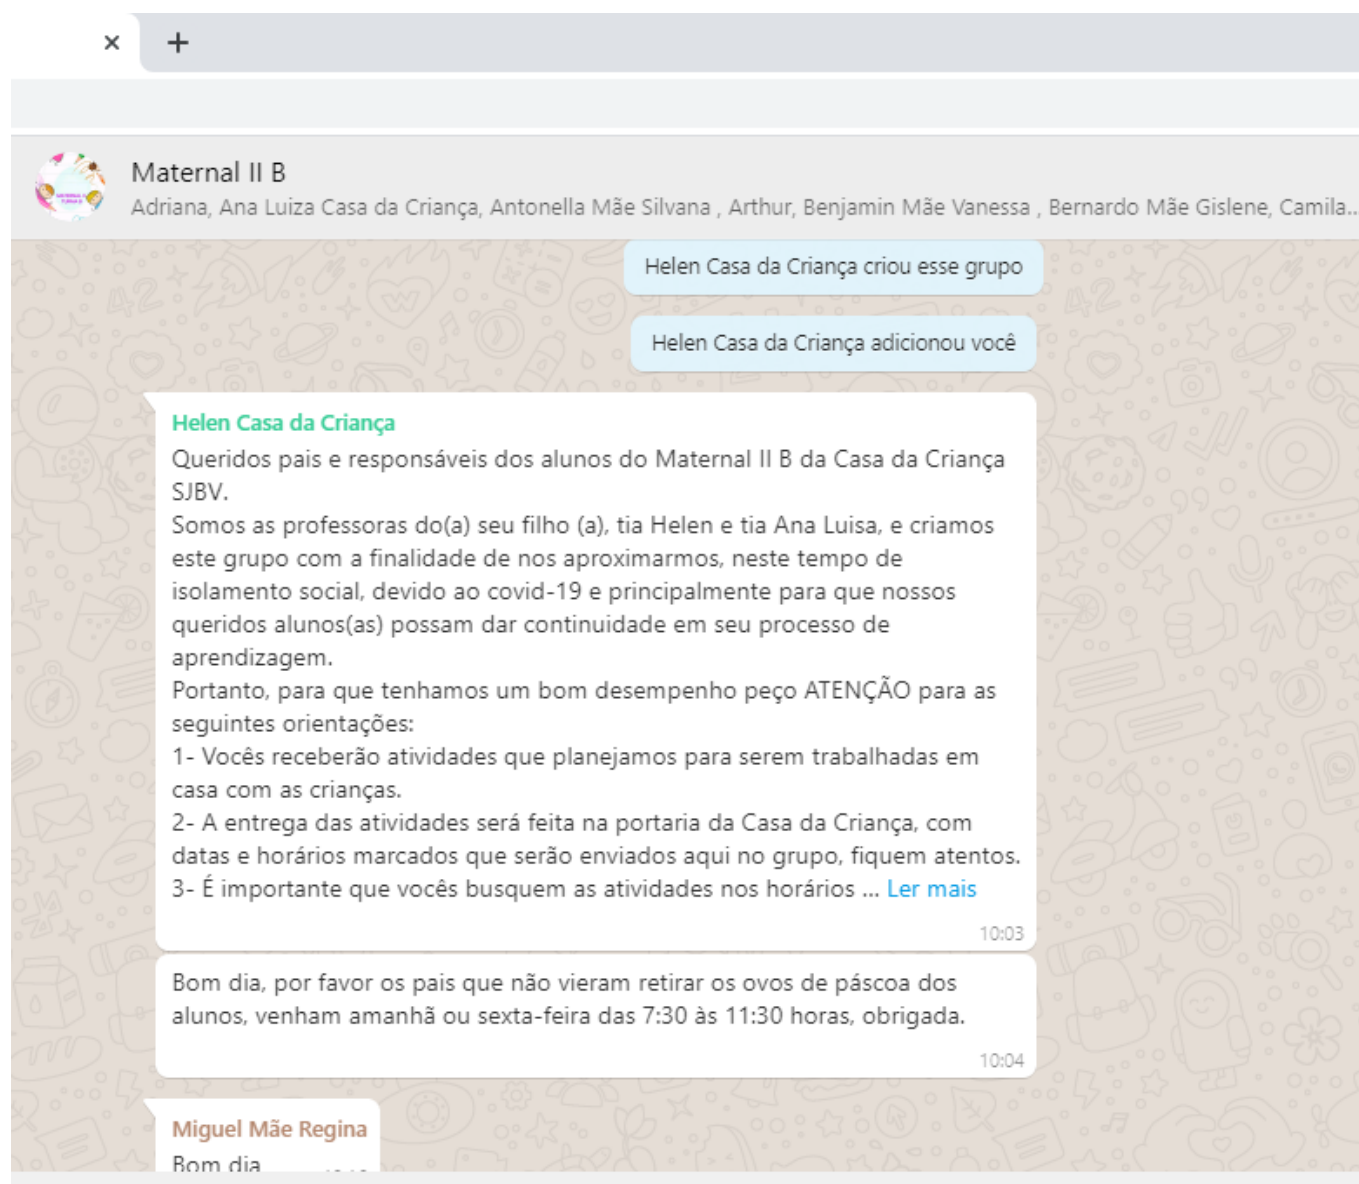 Maternal II B
Adriana, Ana Luiza Casa da Criança, Antonella Mãe Silvana , Arthur, Benjamin Mãe Vanessa , Bernardo Mãe Gislene, Camila...
Helen Casa da Criança criou esse grupo
Helen Casa da Criança adicionou você
Helen Casa da Criança
Queridos pais e responsáveis dos alunos do Maternal II B da Casa da Criança
SJBV.
Somos as professoras do(a) seu filho (a), tia Helen e tia Ana Luisa, e criamos
este grupo com a finalidade de nos aproximarmos, neste tempo de
isolamento social, devido ao covid-19 e principalmente para que nossos
queridos alunos(as) possam dar continuidade em seu processo de
aprendizagem.
Portanto, para que tenhamos um bom desempenho peço ATENÇÃO para as
seguintes orientações:
1- Vocês receberão atividades que planejamos para serem trabalhadas em
casa com as crianças.
2- A entrega das atividades será feita na portaria da Casa da Criança, com
datas e horários marcados que serão enviados aqui no grupo, fiquem atentos.
3- É importante que vocês busquem as atividades nos horários ... Ler mais
10:03
Bom dia, por favor os pais que não vieram retirar os ovos de páscoa dos
alunos, venham amanhã ou sexta-feira das 7:30 às 11:30 horas, obrigada.
10:04
Miguel Mãe Regina
Bom dia